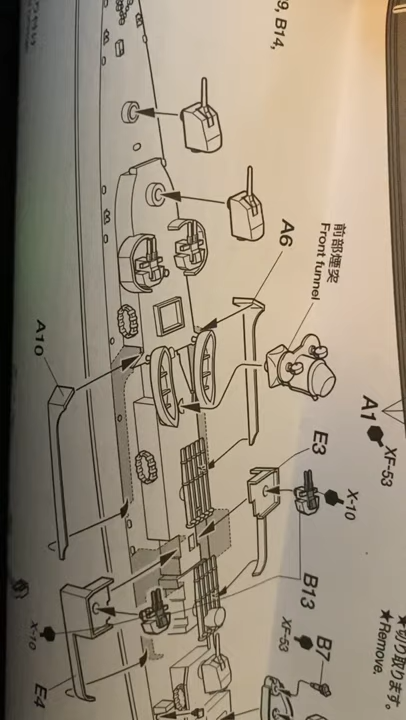 9, B14,
前部煙突
Front funnel
A6
A10
A1
XF-53
E3
X-10
B13
B7
XF-53
★切り取ります。
★Remove.
X-10
E4